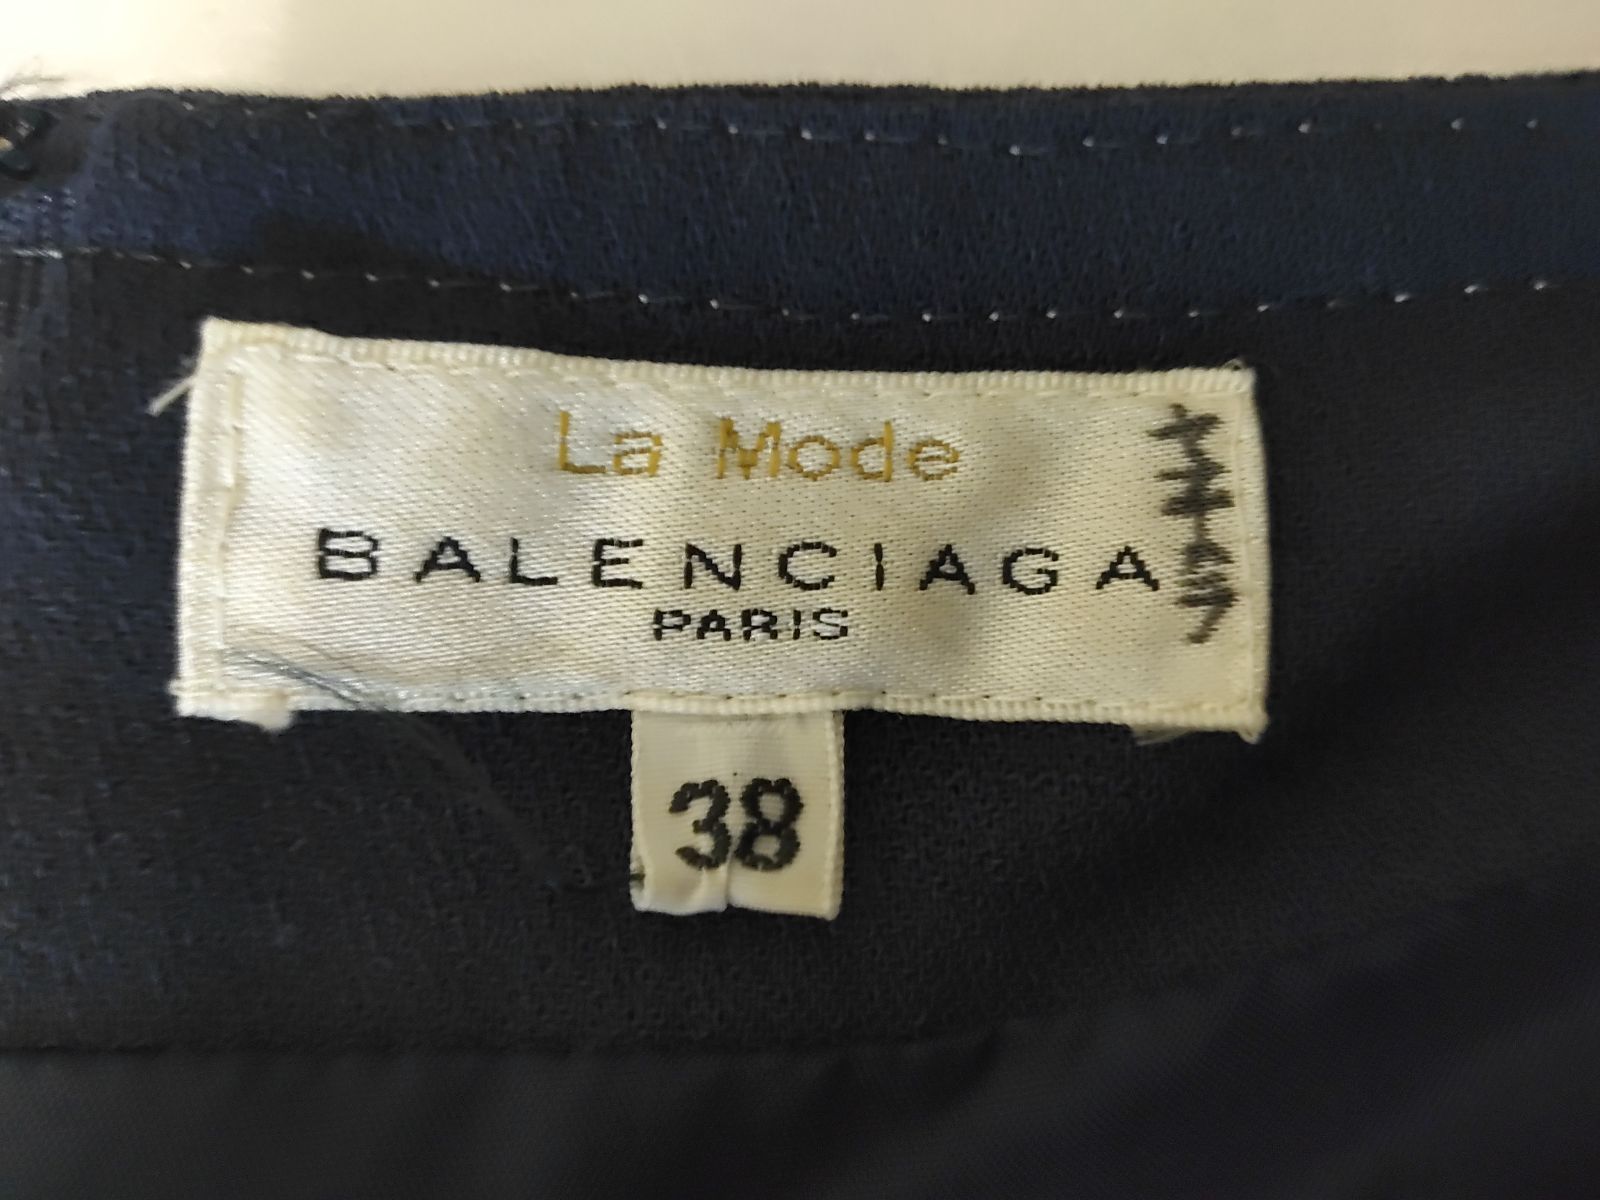 La Mode
BALENCIAGA
PARIS
38